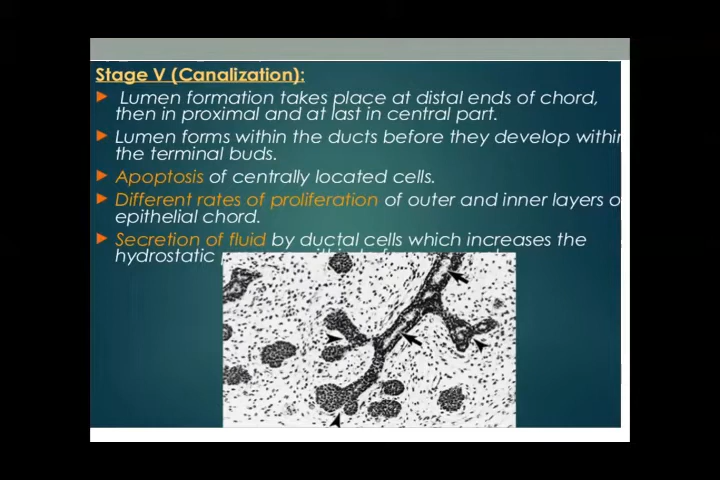 Stage V (Canalization):
Lumen formation takes place at distal ends of chord,
then in proximal and at last in central part.
Lumen forms within the ducts before they develop within
the terminal buds.
Apoptosis of centrally located cells.
Different rates of proliferation of outer and inner layers o
epithelial chord.
Secretion of fluid by ductal cells which increases the
hydrostatic